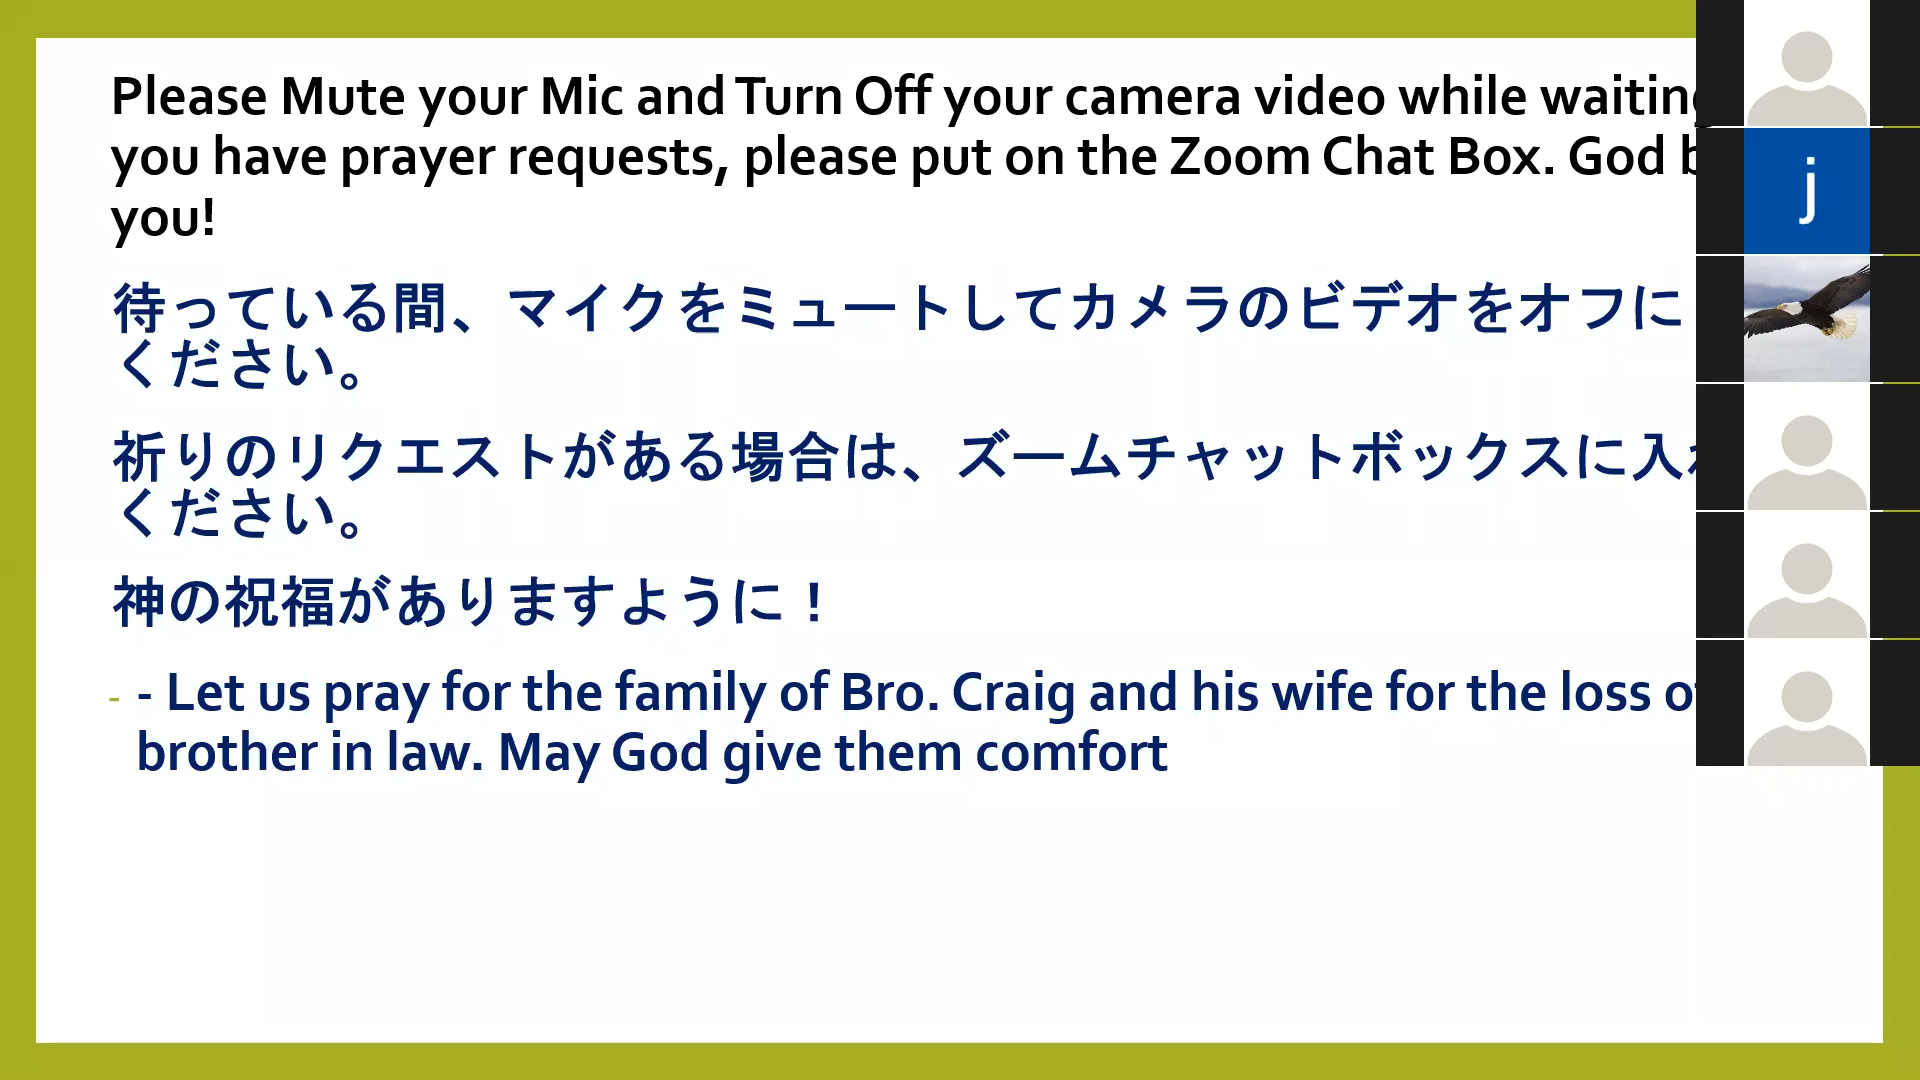 Please Mute your Mic and Turn Off your camera video while waiting
you have prayer requests, please put on the Zoom Chat Box. God
you!
待っている間、マイクをミュートしてカメラのビデオをオフに
ください。
祈りのリクエストがある場合は、ズームチャットボックスに入
ください。
神の祝福がありますように！
- - Let us pray for the family of Bro. Craig and his wife for the loss of
brother in law. May God give them comfort
j